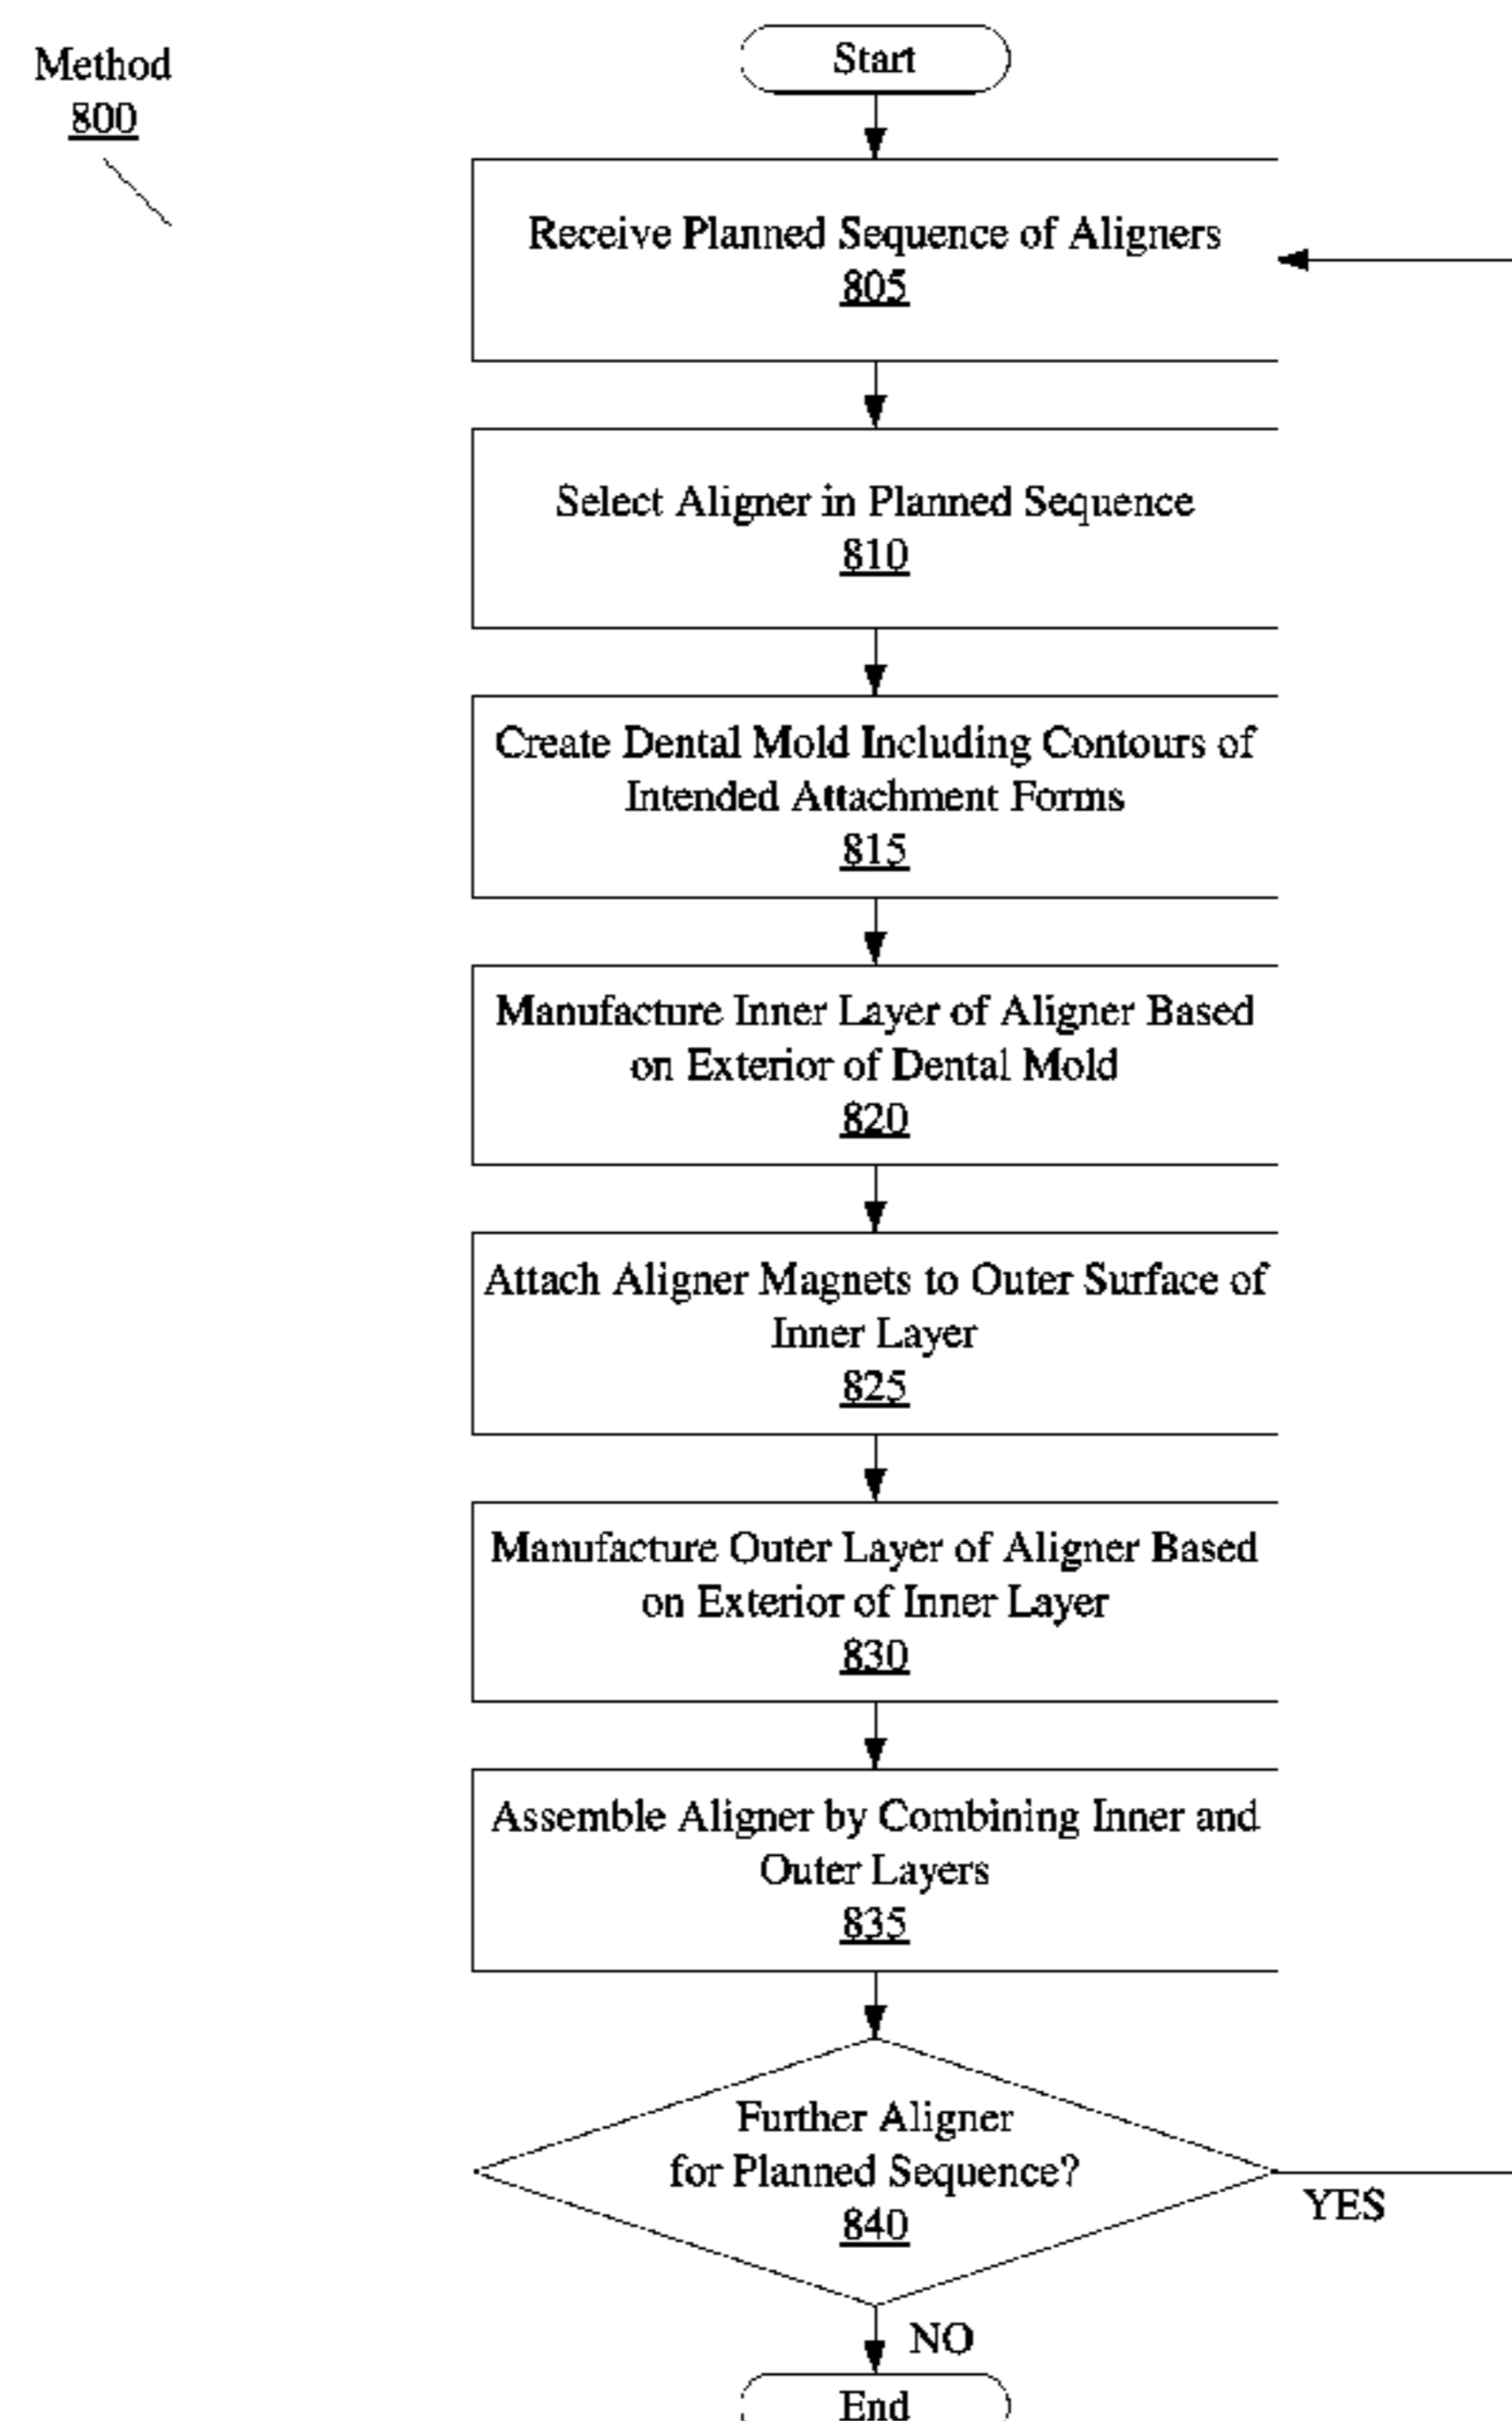 Method
800
Start
Receive Planned Sequence of Aligners
805
Select Aligner in Planned Sequence
810
Create Dental Mold Including Contours of
Intended Attachment Forms
815
Manufacture Inner Layer of Aligner Based
on Exterior of Dental Mold
820
Attach Aligner Magnets to Outer Surface of
Inner Layer
825
Manufacture Outer Layer of Aligner Based
on Exterior of Inner Layer
830
Assemble Aligner by Combining Inner and
Outer Layers
835
Further Aligner
for Planned Sequence?
840
YES
NO
End